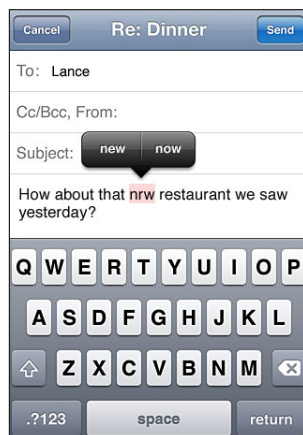 Cancel Re: Dinner Send
To: Lance
Cc/Bcc, From:
Subject:
new now
How about that nrw restaurant we saw
yesterday?
Q W E R T Y U I O P
A S D F G H J K L
Z X C V B N M
.?123 space return